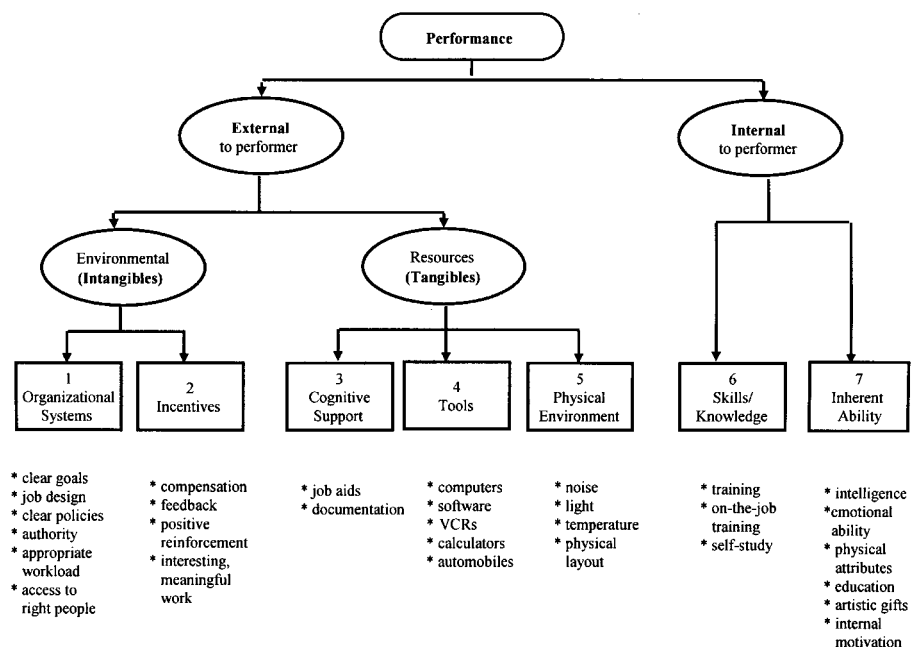 Performance
External
to performer
Internal
to performer
Environmental
(Intangibles)
Resources
(Tangibles)
1
Organizational
Systems
2
Incentives
3
Cognitive
Support
4
Tools
5
Physical
Environment
6
Skills/
Knowledge
7
Inherent
Ability
* clear goals
* job design
* clear policies
* authority
* appropriate
workload
* access to
right people
* compensation
* feedback
* positive
reinforcement
* interesting,
meaningful
work
* job aids
* documentation
* computers
* software
* VCRs
* calculators
* automobiles
* noise
* light
* temperature
* physical
layout
* training
* on-the-job
training
* self-study
* intelligence
*emotional
ability
* physical
attributes
* education
* artistic gifts
* internal
motivation